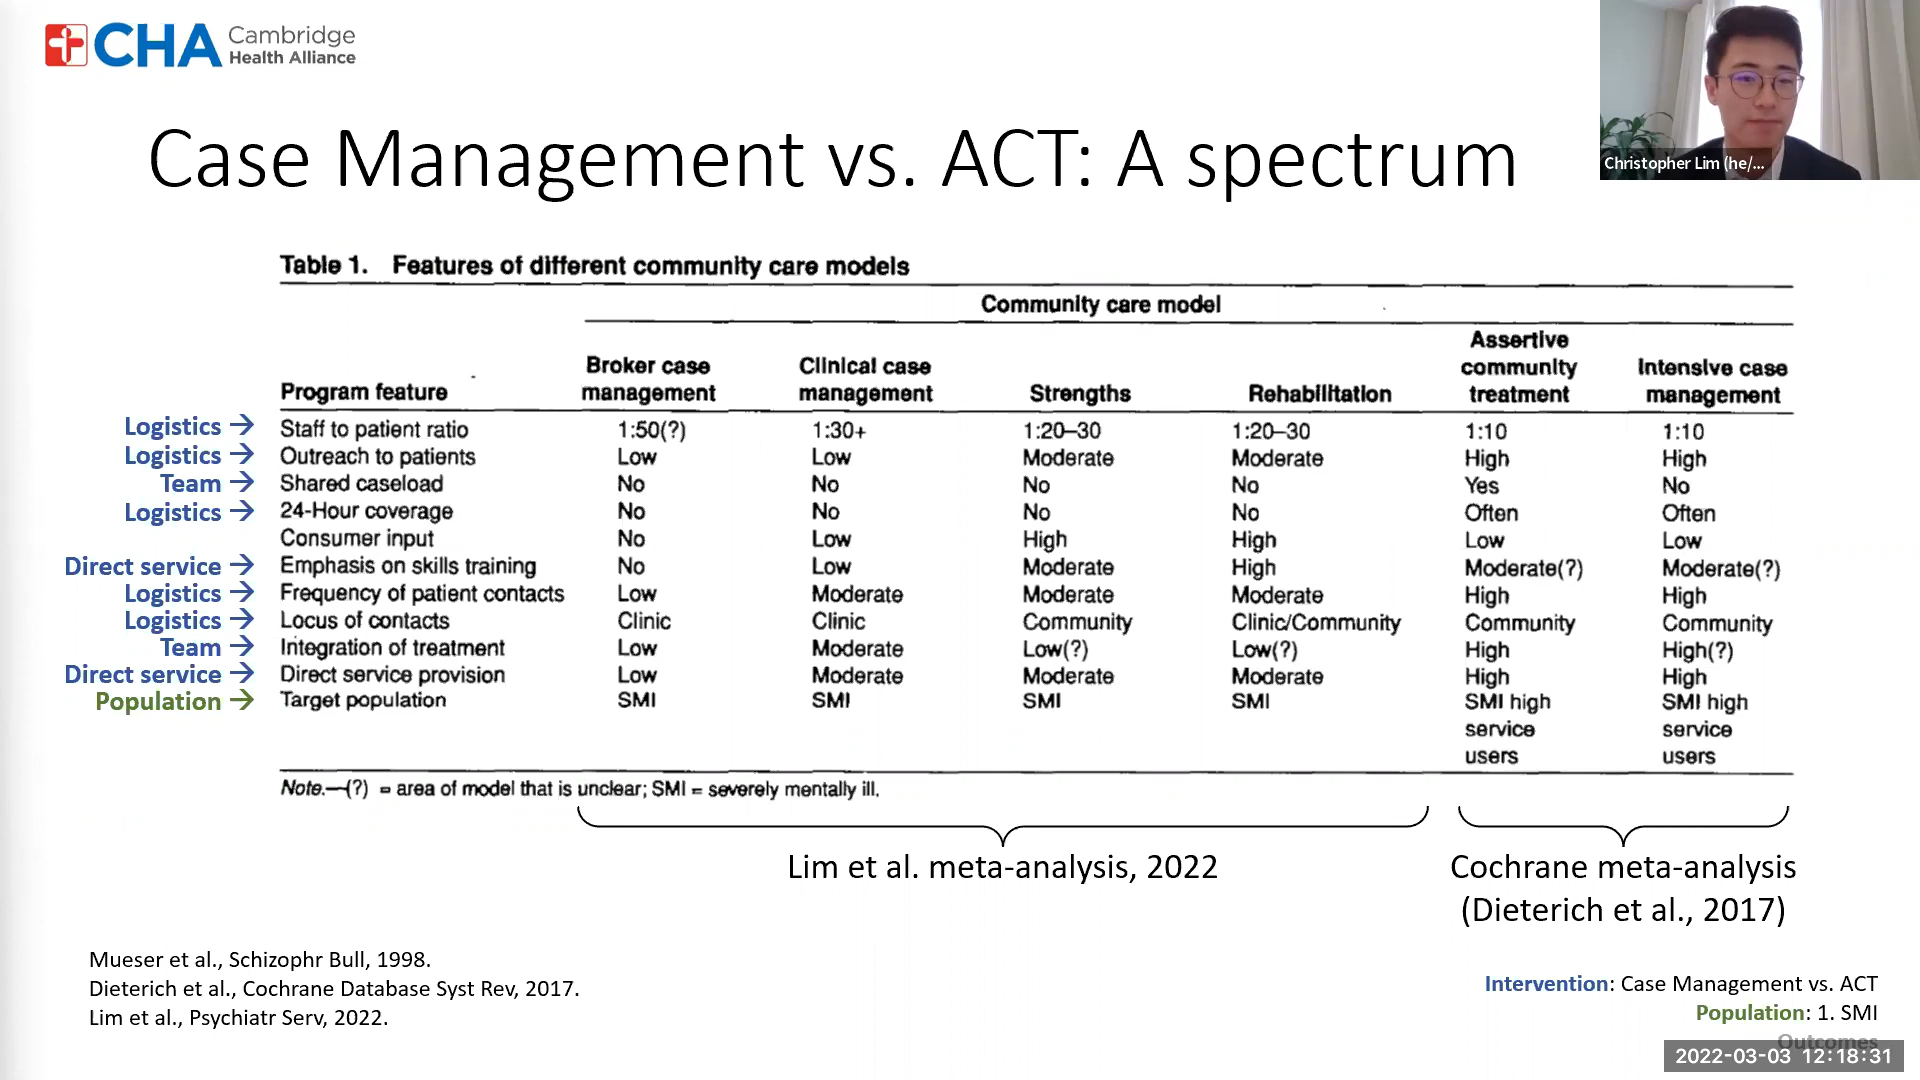 CHA Cambridge
Health Alliance
Christopher Lim (he/...
Case Management vs. ACT: A spectrum
Table 1. Features of different community care models
Community care model
Program feature Broker case management Clinical case management Strengths Rehabilitation Assertive community treatment Intensive case management
Logistics → Staff to patient ratio 1:50(?) 1:30+ 1:20–30 1:20–30 1:10 1:10
Logistics → Outreach to patients Low Low Moderate Moderate High High
Team → Shared caseload No No No No Yes No
Logistics → 24-Hour coverage No No No No Often Often
Consumer input No Low High High Low Low
Direct service → Emphasis on skills training No Low Moderate High Moderate(?) Moderate(?)
Logistics → Frequency of patient contacts Low Moderate Moderate Moderate High High
Logistics → Locus of contacts Clinic Clinic Community Clinic/Community Community Community
Team → Integration of treatment Low Moderate Low(?) Low(?) High High(?)
Direct service → Direct service provision Low Moderate Moderate Moderate High High
Population → Target population SMI SMI SMI SMI SMI high service users SMI high service users
Note.—(?) = area of model that is unclear; SMI = severely mentally ill.
Lim et al. meta-analysis, 2022
Cochrane meta-analysis
(Dieterich et al., 2017)
Mueser et al., Schizophr Bull, 1998.
Dieterich et al., Cochrane Database Syst Rev, 2017.
Lim et al., Psychiatr Serv, 2022.
Intervention: Case Management vs. ACT
Population: 1. SMI
Outcomes
2022-03-03 12:18:31